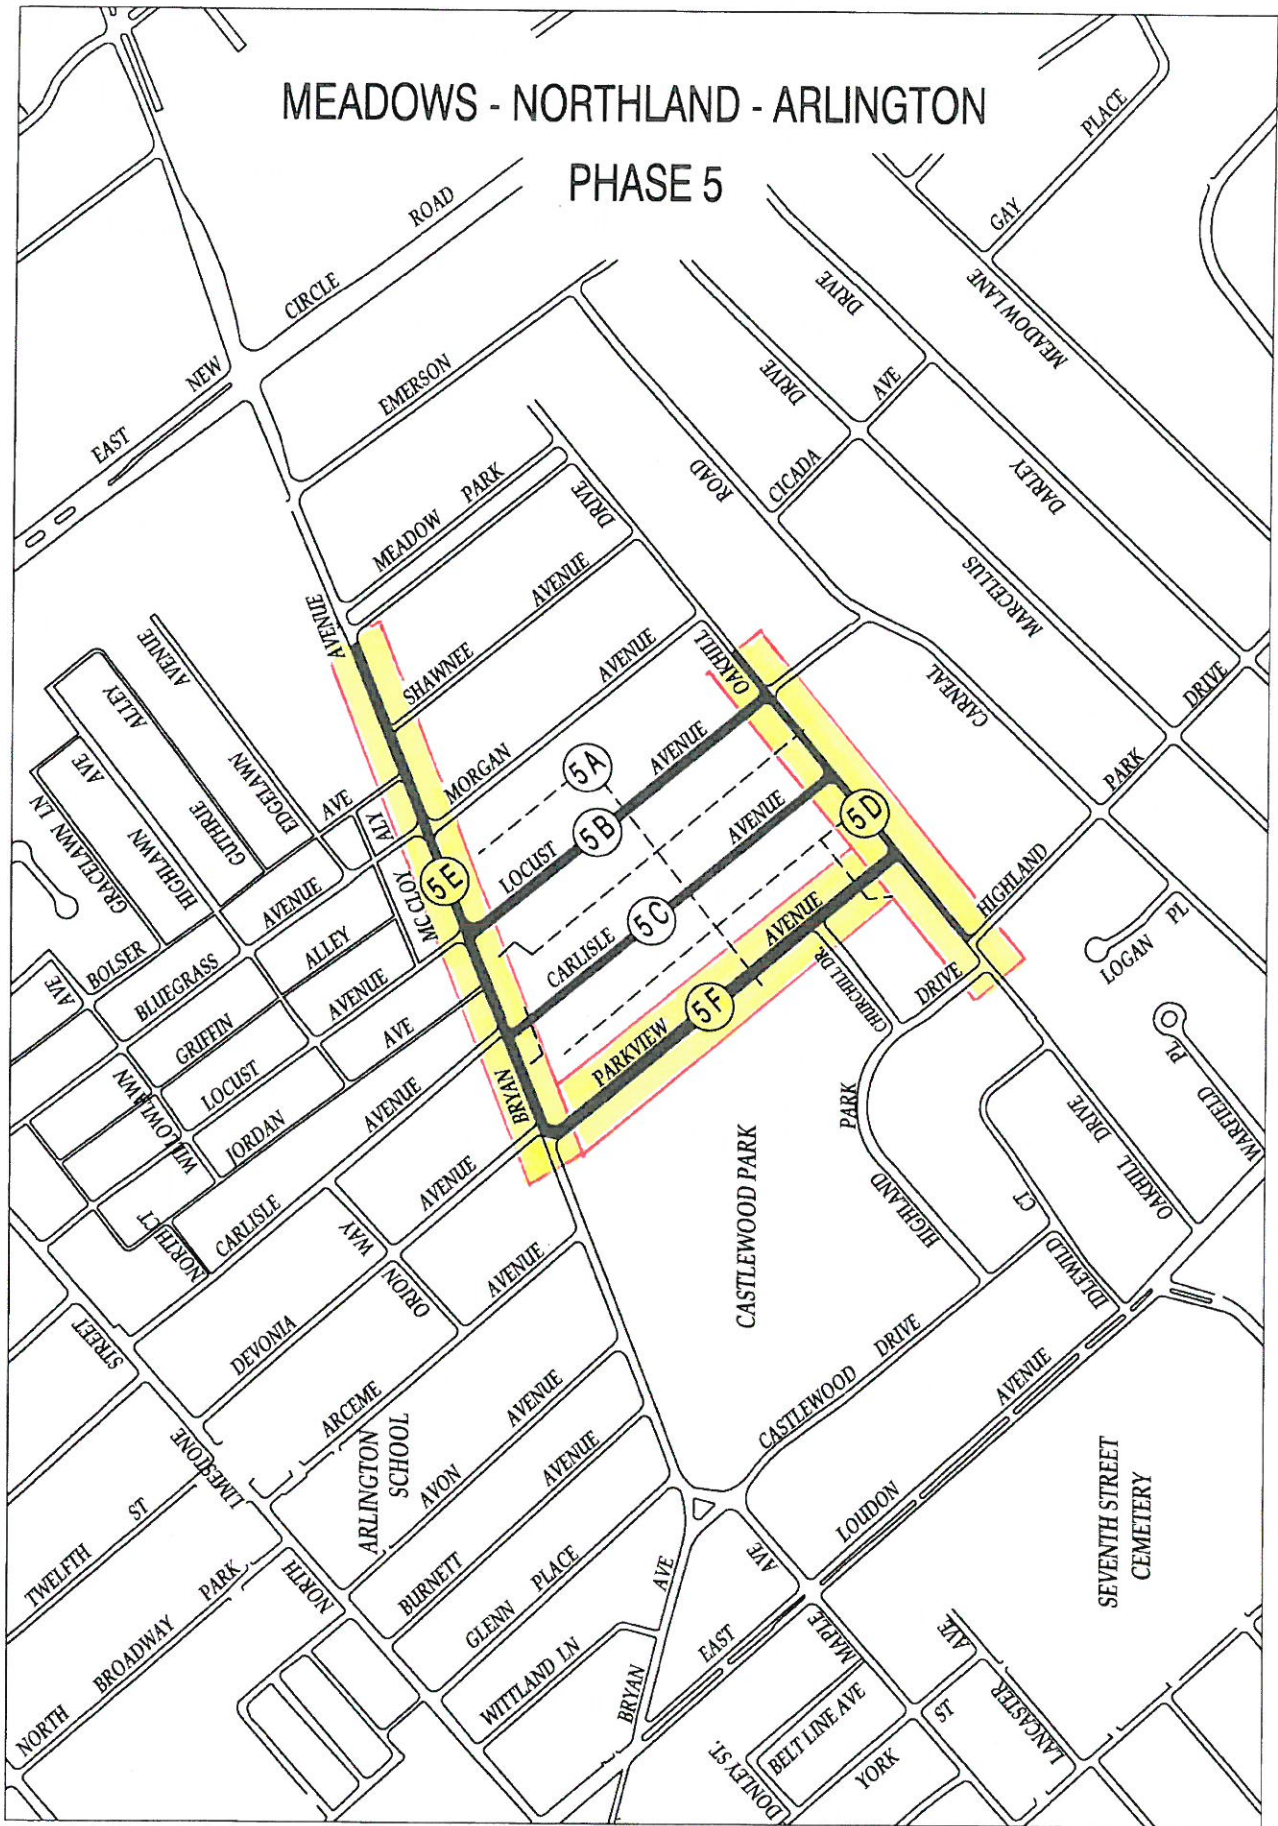 MEADOWS - NORTHLAND - ARLINGTON
PHASE 5
PLACE
GAY
ROAD
CIRCLE
NEW
EAST
MEADOW LANE
DRIVE
DRIVE
AVE
CICADA
DARLEY
EMERSON
ROAD
PARK
MEADOW
DRIVE
AVENUE
SHAWNEE
AVENUE
MORGAN
AVENUE
MARCELLUS
DRIVE
CARNEAL
PARK
HIGHLAND
OAKHILL
AVENUE
ALLEY
AVE
GRACELAWN LN
HIGHLAWN
GUTHRIE
EDGELAWN
AVE
ALY
MC CLOY
5A
5B
5C
5D
5E
5F
LOCUST
AVENUE
CARLISLE
AVENUE
PARKVIEW
AVENUE
CHURCHILL DR.
DRIVE
LOGAN PL
PL
WARFIELD
AVENUE
ALLEY
AVENUE
AVE
BOLSER
BLUEGRASS
AVE
GRIFFIN
LOCUST
WILLOWLAWN
JORDAN
AVENUE
BRYAN
NORTH CT
CARLISLE
WAY
AVENUE
ORION
AVENUE
DEVONIA
ARCEME
STREET
CASTLEWOOD PARK
PARK
HIGHLAND
DRIVE
OAKHILL
CT
IDLEWILD
DRIVE
CASTLEWOOD
AVENUE
LOUDON
ARLINGTON
SCHOOL
AVENUE
AVON
AVENUE
BURNETT
PLACE
GLENN
LIMESTONE
NORTH
ST
TWELFTH
PARK
BROADWAY
NORTH
WITTLAND LN
AVE
BRYAN
EAST
AVE
MAPLE
BELT LINE AVE
DONLEY ST.
YORK
ST
AVE
LANCASTER
SEVENTH STREET
CEMETERY